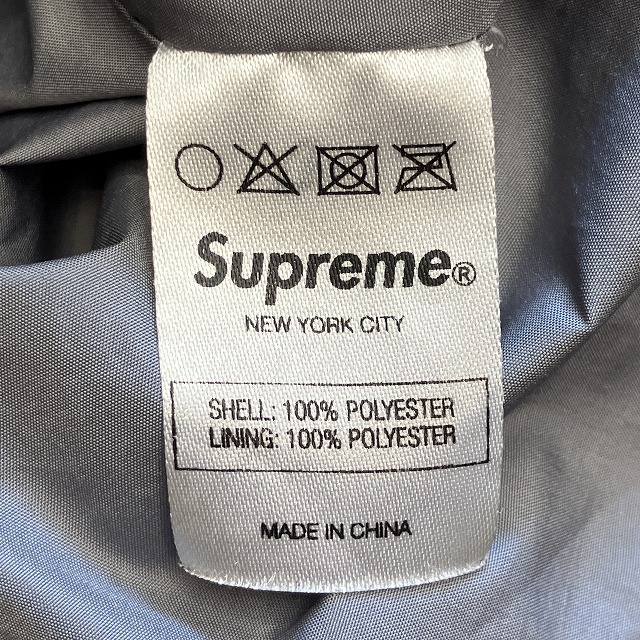 Supreme®
NEW YORK CITY
SHELL: 100% POLYESTER
LINING: 100% POLYESTER
MADE IN CHINA